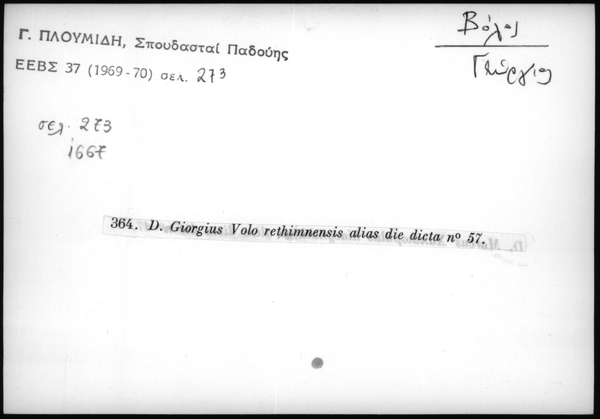 Γ. ΠΛΟΥΜΙΔΗ, Σπουδασταί Παδούης
ΕΕΒΣ 37 (1969-70) σελ. 273
Βόλος
Γεώργιος
σελ. 273
1667
364. D. Giorgius Volo rethimnensis alias die dicta nº 57.